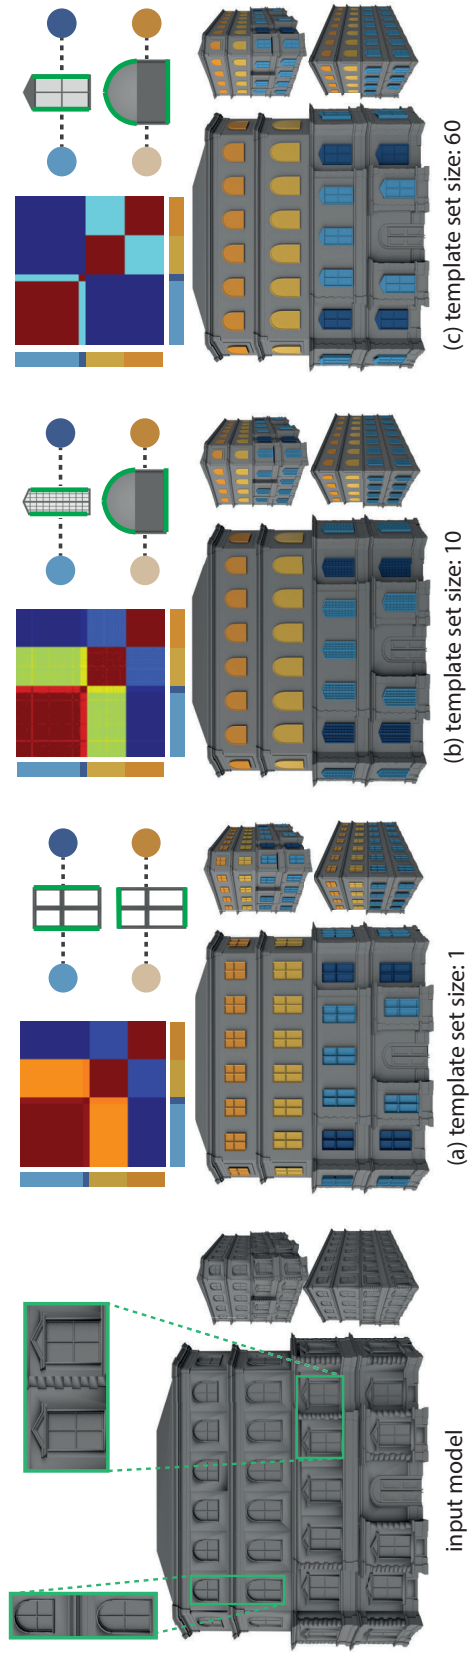 input model
(a) template set size: 1
(b) template set size: 10
(c) template set size: 60